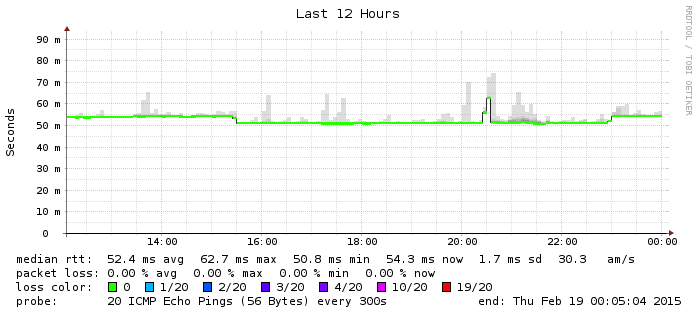 Last 12 Hours
RRDTOOL / TOBI OETIKER
Seconds
90 m
80 m
70 m
60 m
50 m
40 m
30 m
20 m
10 m
0
14:00 16:00 18:00 20:00 22:00 00:00
median rtt: 52.4 ms avg 62.7 ms max 50.8 ms min 54.3 ms now 1.7 ms sd 30.3 am/s
packet loss: 0.00 % avg 0.00 % max 0.00 % min 0.00 % now
loss color: 0 1/20 2/20 3/20 4/20 10/20 19/20
probe: 20 ICMP Echo Pings (56 Bytes) every 300s end: Thu Feb 19 00:05:04 2015